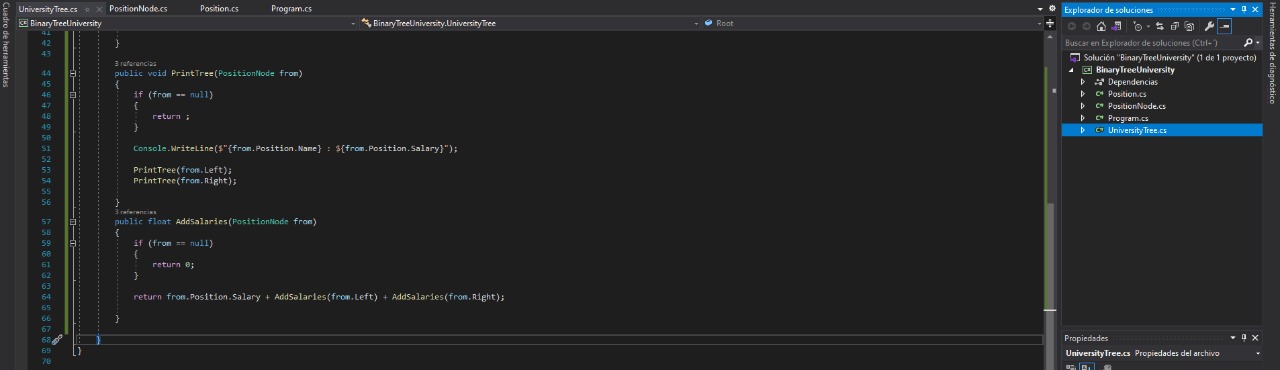 UniversityTree.cs PositionNode.cs Position.cs Program.cs
BinaryTreeUniversity BinaryTreeUniversity.UniversityTree Root
Cuadro de herramientas
41
42 }
43
3 referencias
44 public void PrintTree(PositionNode from)
45 {
46 if (from == null)
47 {
48 return ;
49 }
50
51 Console.WriteLine($"{from.Position.Name} : ${from.Position.Salary}");
52
53 PrintTree(from.Left);
54 PrintTree(from.Right);
55
56 }
3 referencias
57 public float AddSalaries(PositionNode from)
58 {
59 if (from == null)
60 {
61 return 0;
62 }
63
64 return from.Position.Salary + AddSalaries(from.Left) + AddSalaries(from.Right);
65
66 }
67
68 }
69 }
70
Explorador de soluciones
Buscar en Explorador de soluciones (Ctrl+´)
Solución "BinaryTreeUniversity" (1 de 1 proyecto)
BinaryTreeUniversity
Dependencias
C# Position.cs
C# PositionNode.cs
C# Program.cs
C# UniversityTree.cs
Propiedades
UniversityTree.cs Propiedades del archivo
Herramientas de diagnóstico